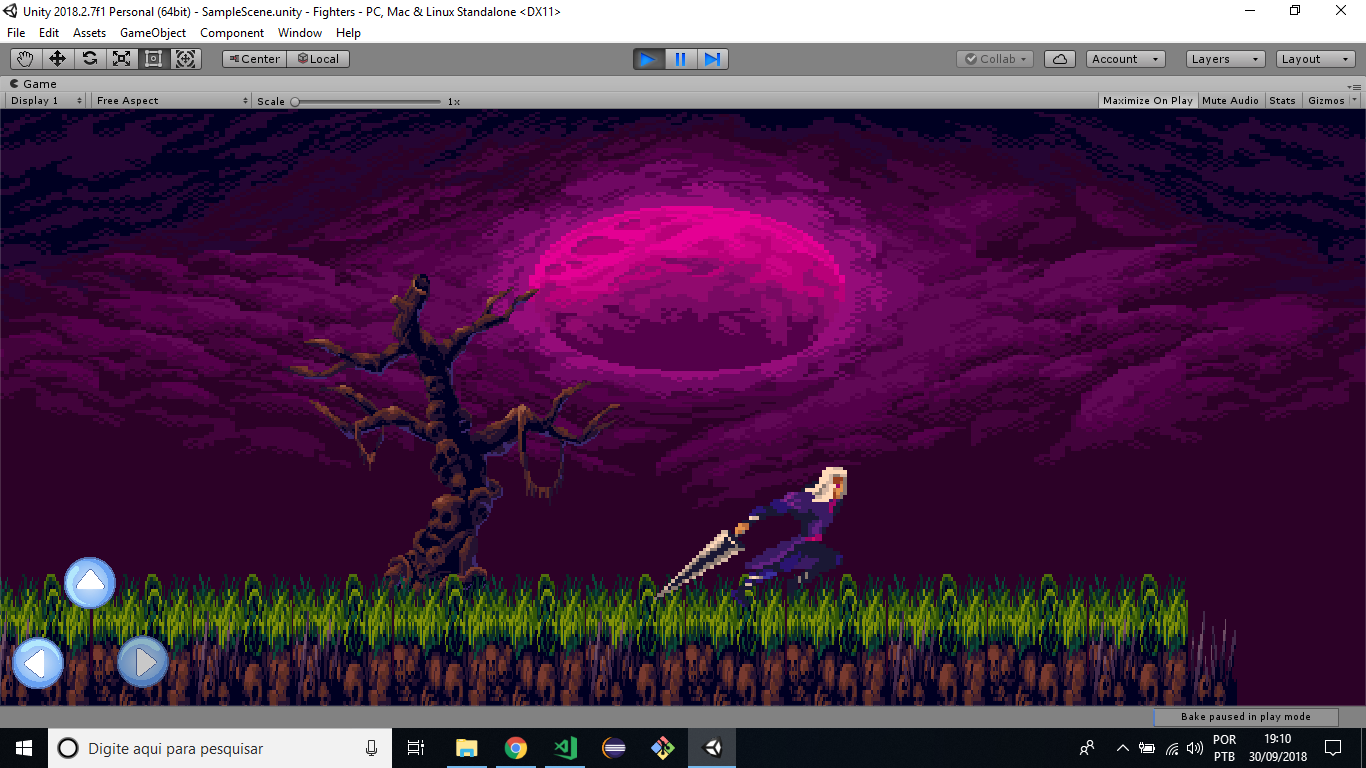 Unity 2018.2.7f1 Personal (64bit) - SampleScene.unity - Fighters - PC, Mac & Linux Standalone <DX11>
File Edit Assets GameObject Component Window Help
Center Local Collab Account Layers Layout
Game
Display 1 Free Aspect Scale 1x Maximize On Play Mute Audio Stats Gizmos
Bake paused in play mode
Digite aqui para pesquisar
POR 19:10
PTB 30/09/2018